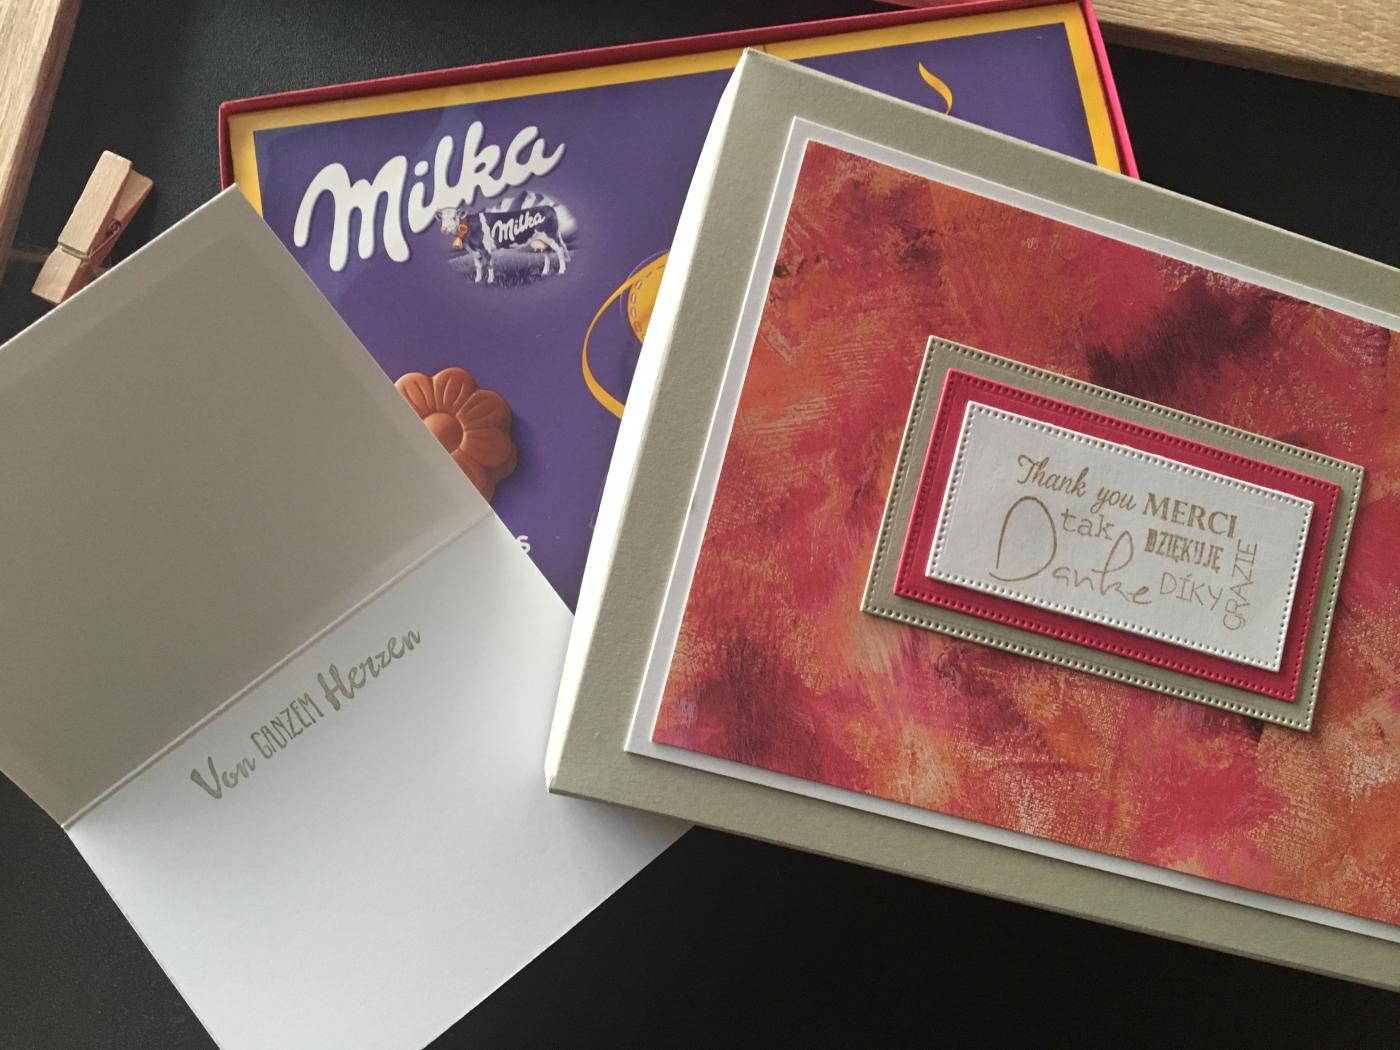 Milka
Milka
s
Von GANZEM Herzen
Thank you MERCI
tak DZIĘKUJĘ
Danke DÍKY
GRAZIE